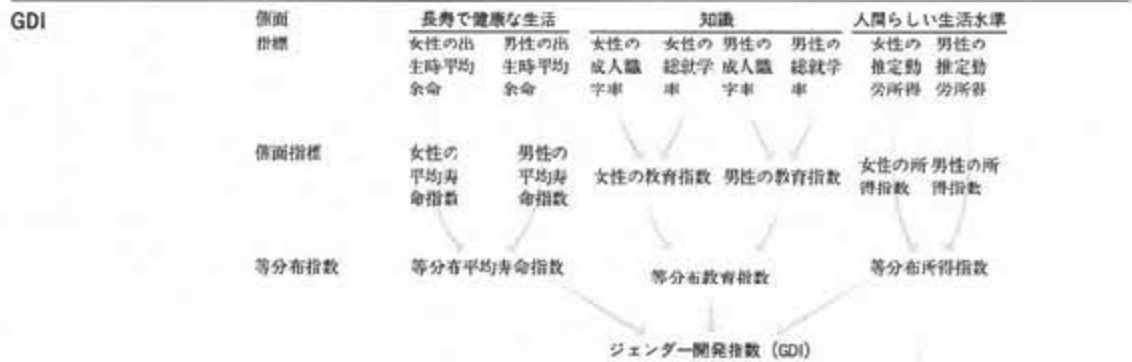 GDI
側面 長寿で健康な生活 知識 人間らしい生活水準
指標 女性の出 男性の出 女性の 女性の 男性の 男性の 女性の 男性の
生時平均 生時平均 成人識 総就学 成人識 総就学 推定勤 推定勤
余命 余命 字率 率 字率 率 労所得 労所得
側面指標 女性の 男性の
平均寿 平均寿 女性の教育指数 男性の教育指数 女性の所 男性の所
命指数 命指数 得指数 得指数
等分布指数 等分布平均寿命指数 等分布教育指数 等分布所得指数
ジェンダー開発指数（GDI）